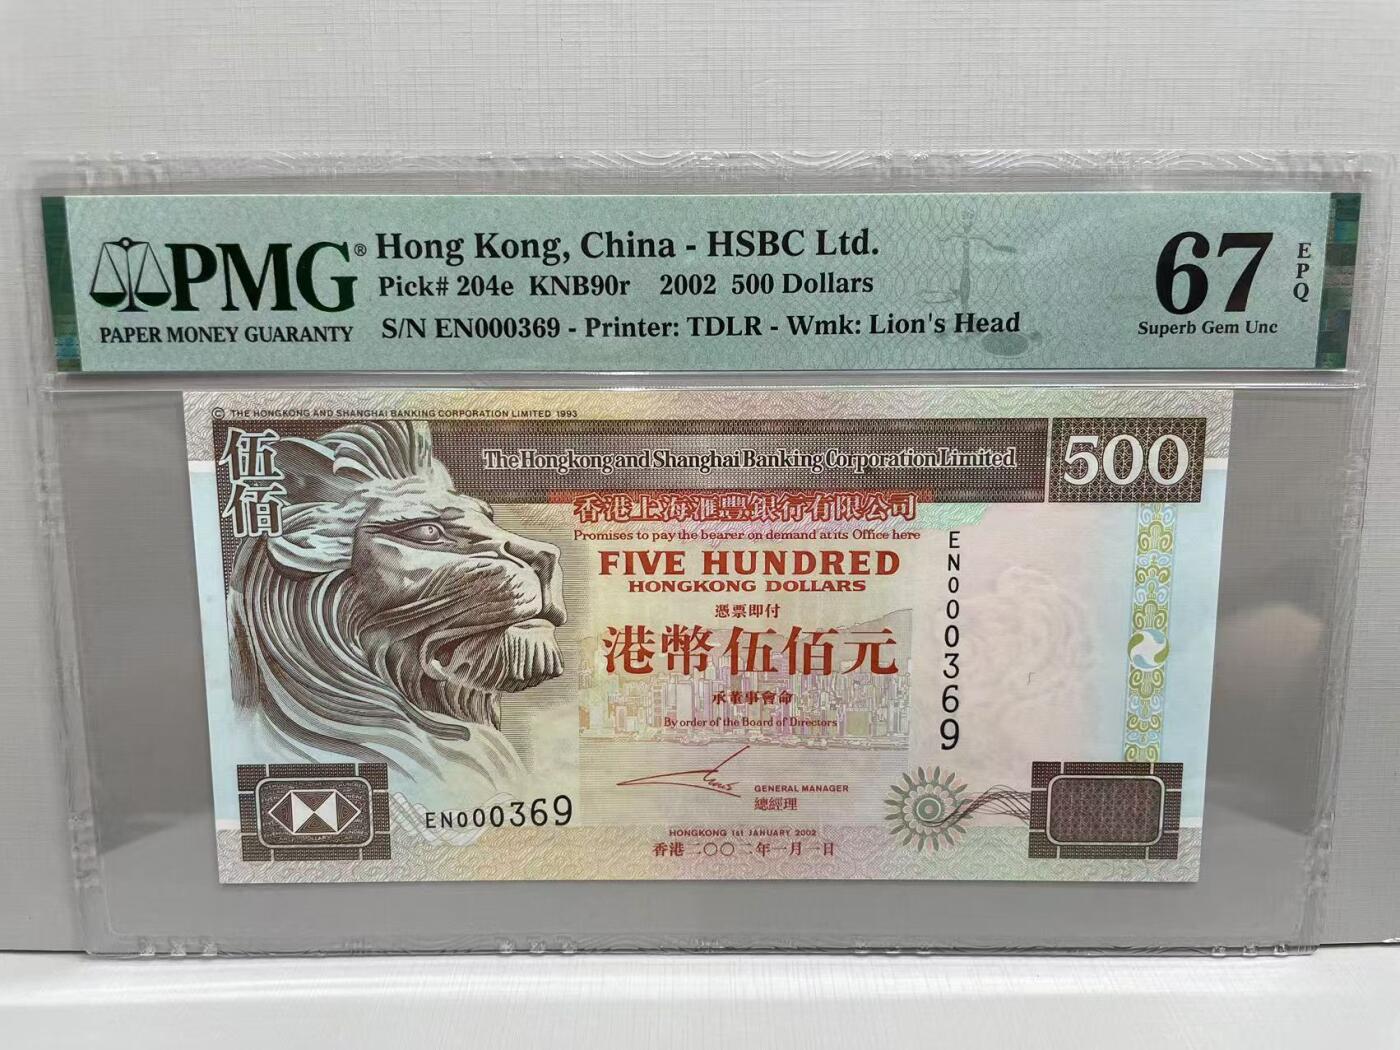 PMG®
PAPER MONEY GUARANTY
Hong Kong, China - HSBC Ltd.
Pick# 204e KNB90r 2002 500 Dollars
S/N EN000369 - Printer: TDLR - Wmk: Lion's Head
67
EPQ
Superb Gem Unc
© THE HONGKONG AND SHANGHAI BANKING CORPORATION LIMITED 1993
伍佰
The Hongkong and Shanghai Banking Corporation Limited
500
香港上海滙豐銀行有限公司
Promises to pay the bearer on demand at its Office here
FIVE HUNDRED
HONGKONG DOLLARS
憑票即付
港幣伍佰元
承董事會命
By order of the Board of Directors
EN000369
GENERAL MANAGER
總經理
EN000369
HONGKONG 1st JANUARY 2002
香港二〇〇二年一月一日